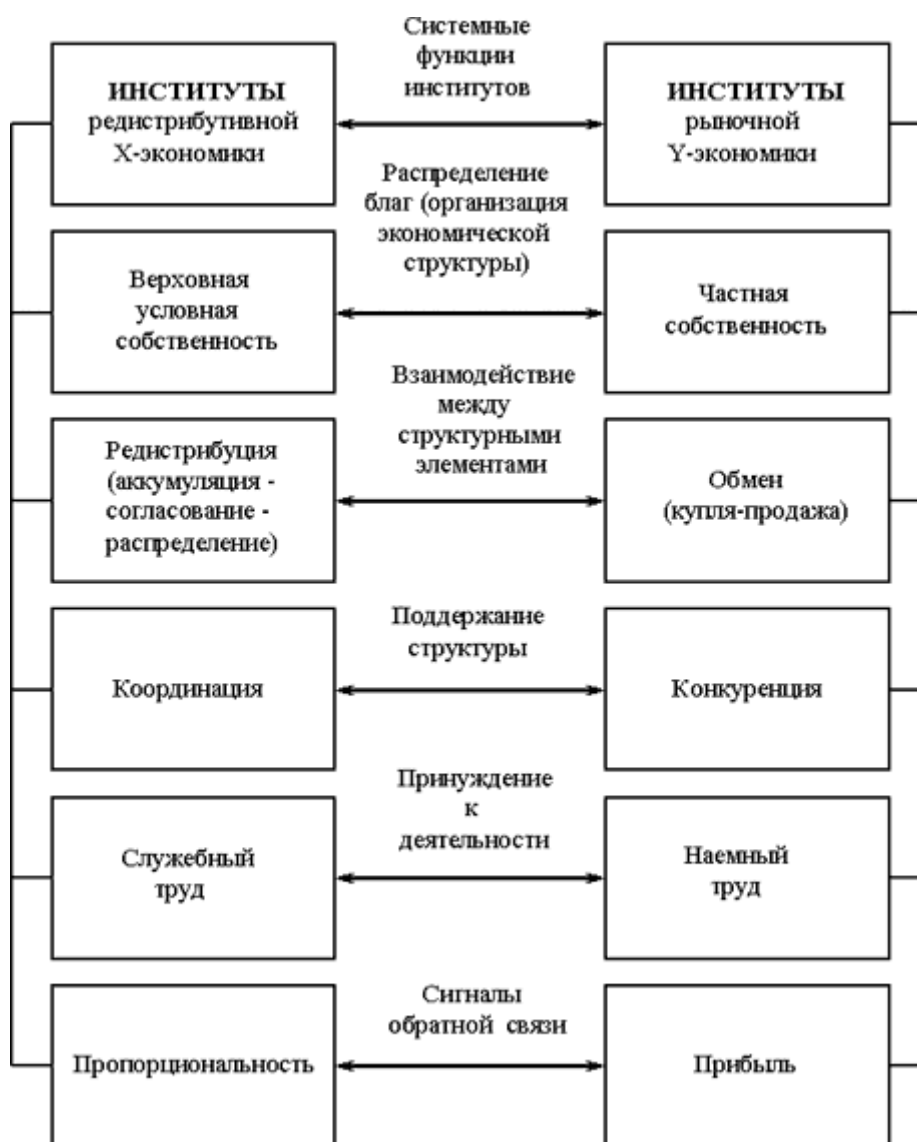 Системные
функции
институтов
ИНСТИТУТЫ
редистрибутивной
X-экономики
ИНСТИТУТЫ
рыночной
Y-экономики
Распределение
благ (организация
экономической
структуры)
Верховная
условная
собственность
Частная
собственность
Взаимодействие
между
структурными
элементами
Редистрибуция
(аккумуляция -
согласование -
распределение)
Обмен
(купля-продажа)
Поддержание
структуры
Координация
Конкуренция
Принуждение
к
деятельности
Служебный
труд
Наемный
труд
Сигналы
обратной связи
Пропорциональность
Прибыль